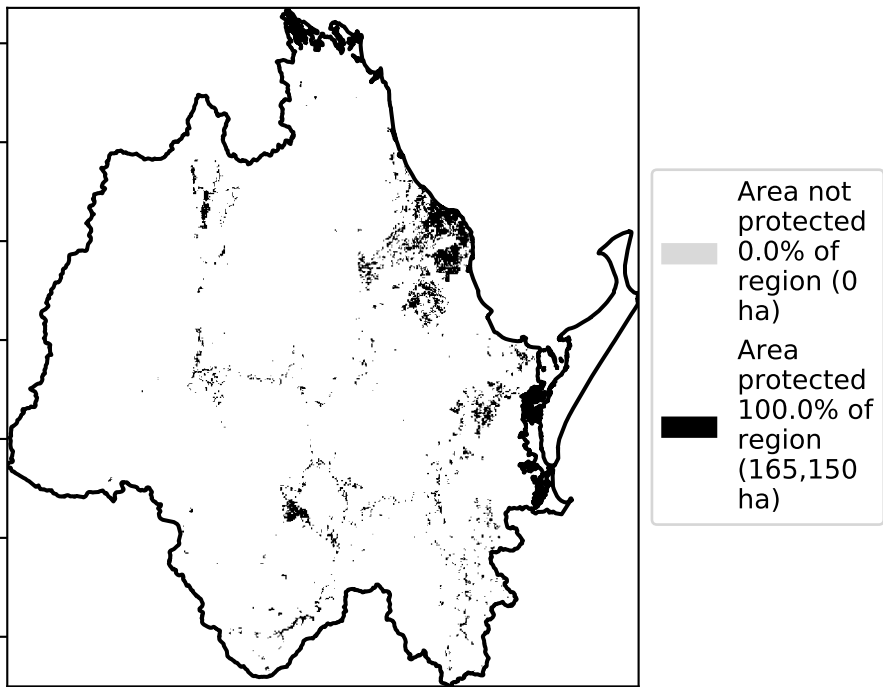 Area not
protected
0.0% of
region (0
ha)
Area
protected
100.0% of
region
(165,150
ha)